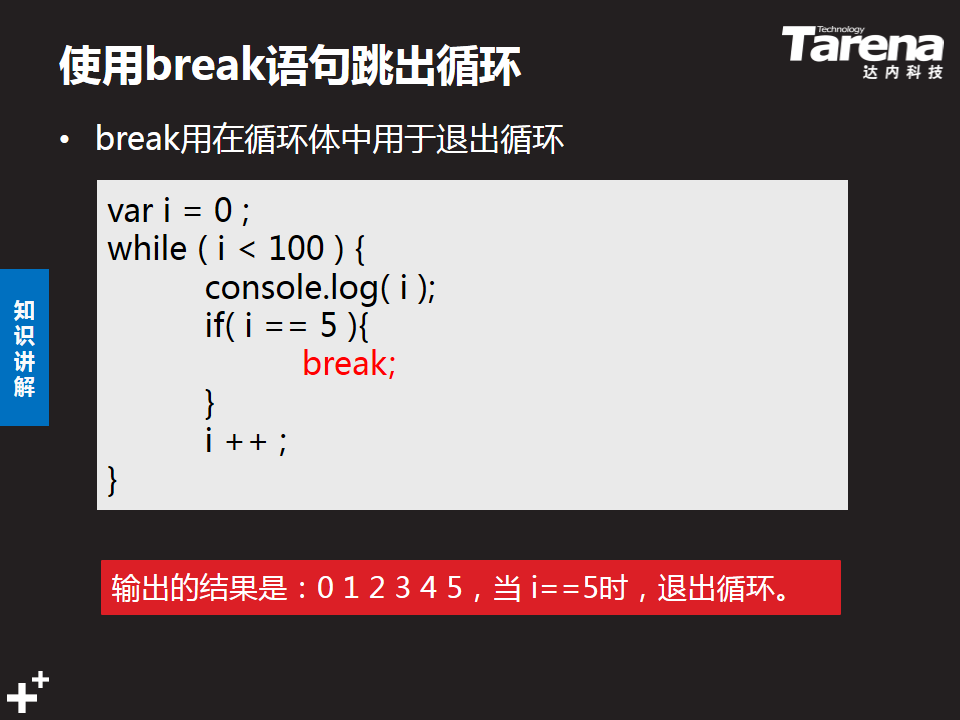 使用break语句跳出循环
Technology
Tarena
达内科技
• break用在循环体中用于退出循环
var i = 0 ;
while ( i < 100 ) {
console.log( i );
if( i == 5 ){
break;
}
i ++ ;
}
知识讲解
输出的结果是：0 1 2 3 4 5，当 i==5时，退出循环。